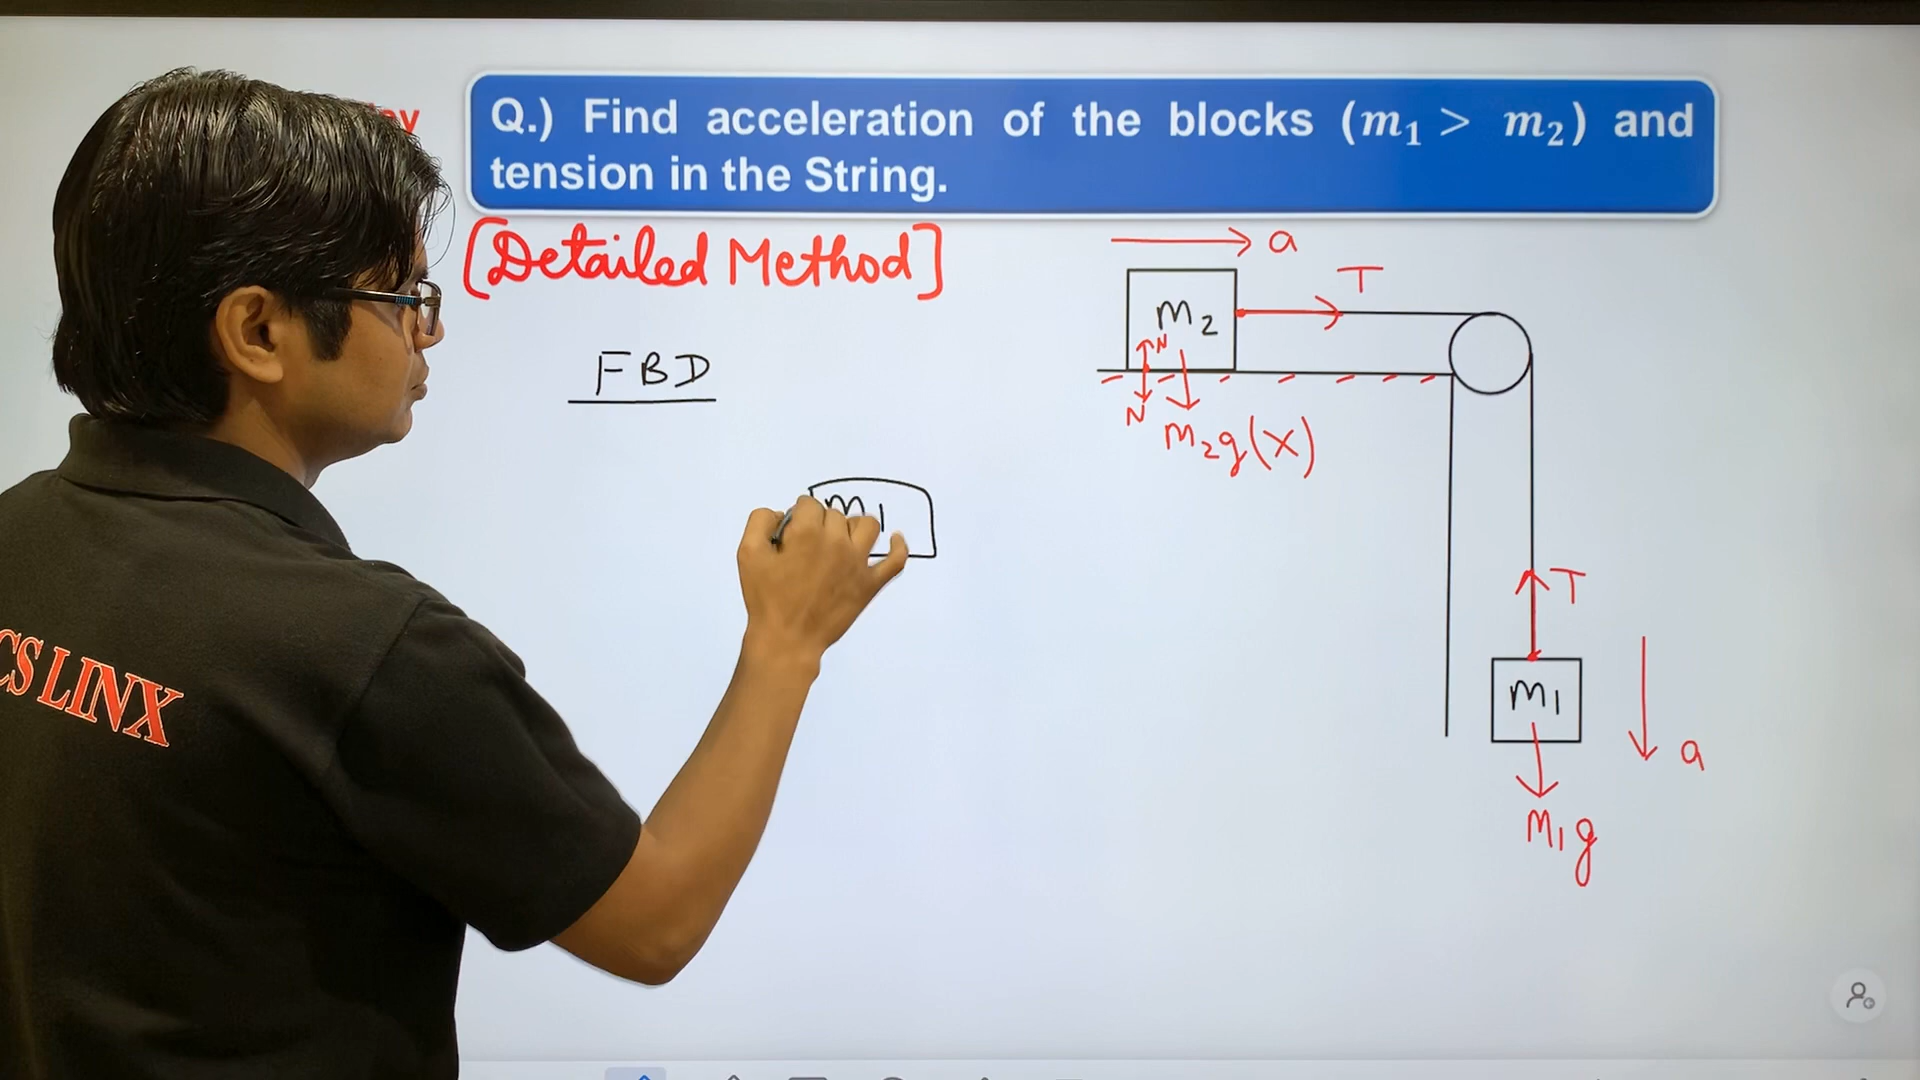 Q.) Find acceleration of the blocks (m₁ > m₂) and
tension in the String.
[Detailed Method]
a
T
m₂
N
N
m₂g(x)
FBD
m₁
T
m₁
a
m₁g
LINX